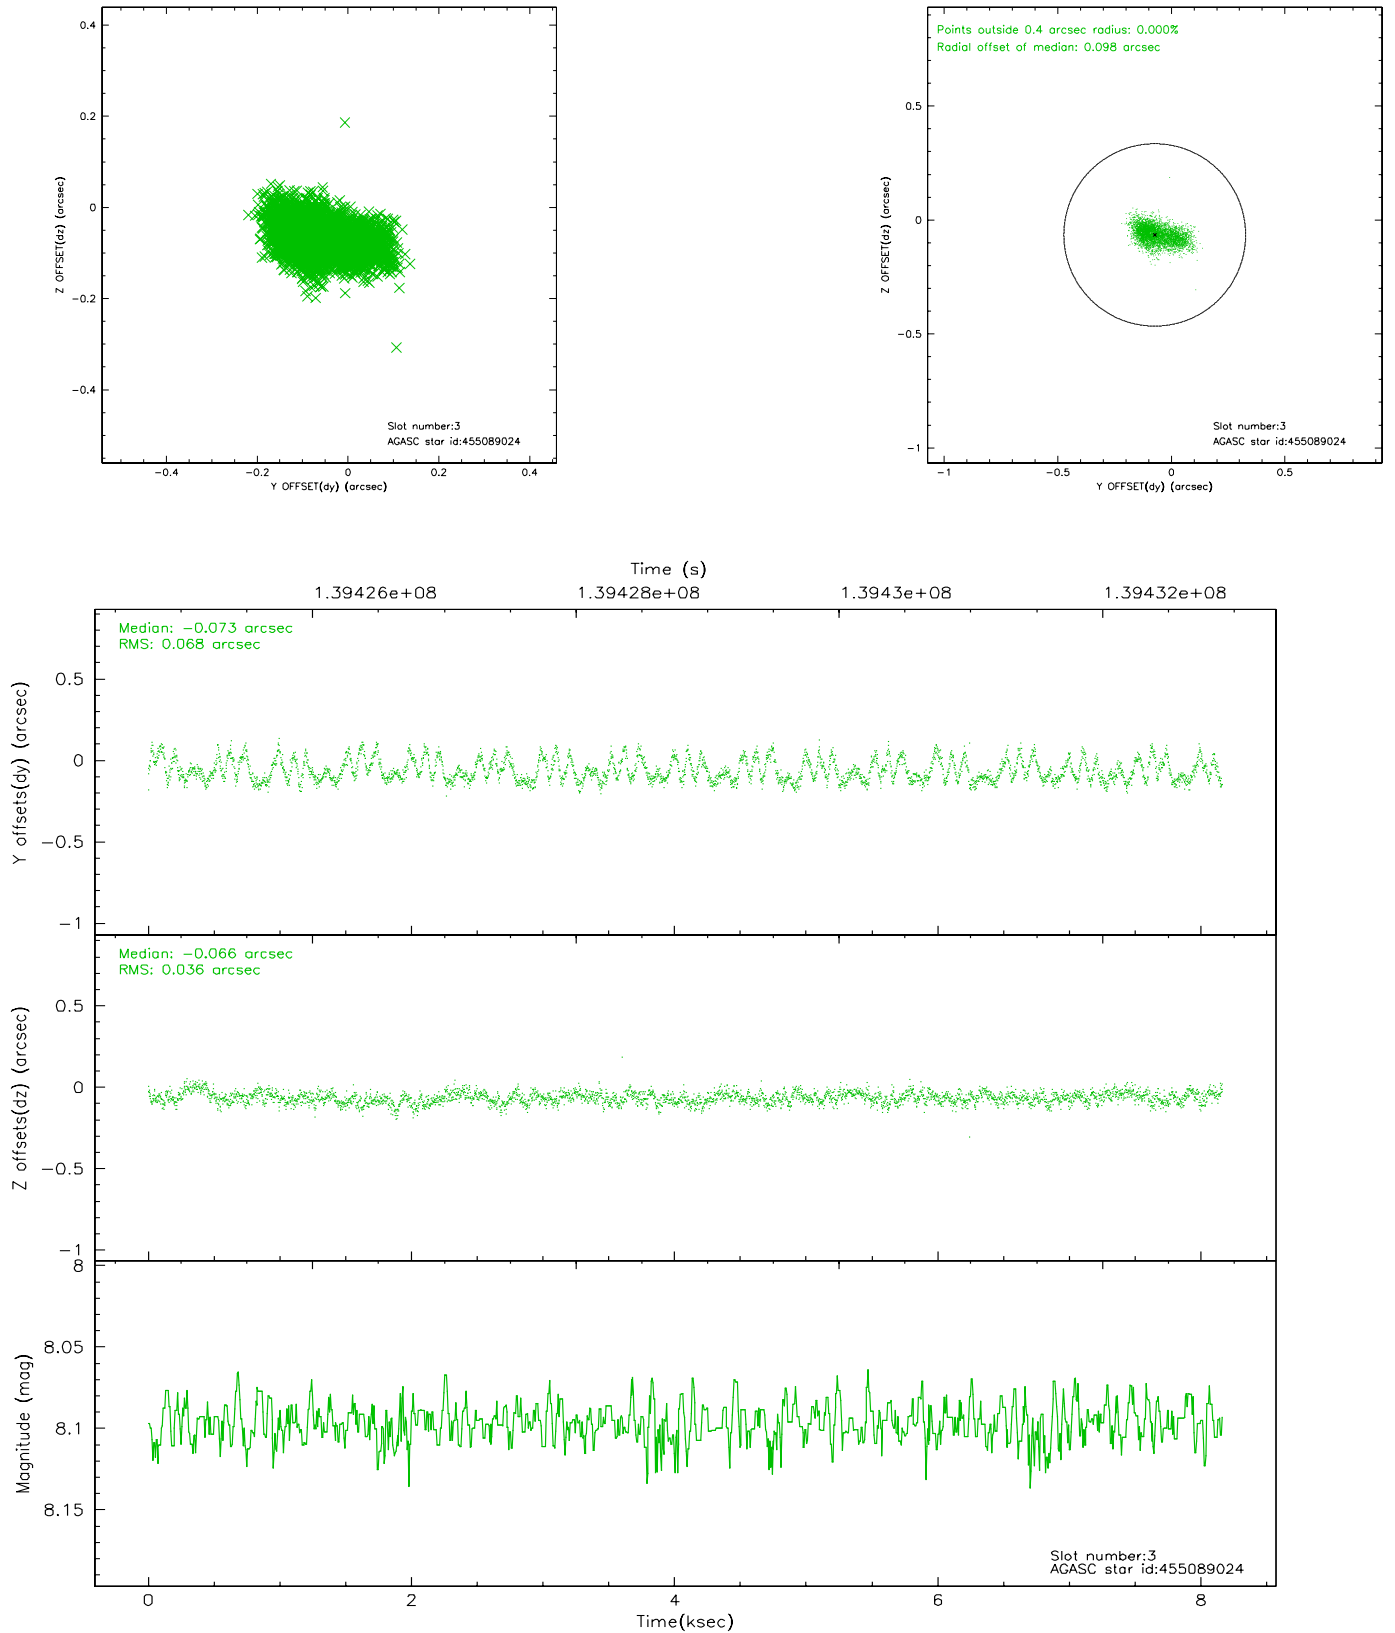 0.4
0.2
0
−0.2
−0.4
Z OFFSET(dz) (arcsec)
Slot number:3
AGASC star id:455089024
−0.4 −0.2 0 0.2 0.4
Y OFFSET(dy) (arcsec)
Points outside 0.4 arcsec radius: 0.000%
Radial offset of median: 0.098 arcsec
0.5
0
−0.5
−1
Z OFFSET(dz) (arcsec)
Slot number:3
AGASC star id:455089024
−1 −0.5 0 0.5
Y OFFSET(dy) (arcsec)
Time (s)
1.39426e+08 1.39428e+08 1.3943e+08 1.39432e+08
Median: −0.073 arcsec
RMS: 0.068 arcsec
0.5
0
−0.5
−1
Y offsets(dy) (arcsec)
Median: −0.066 arcsec
RMS: 0.036 arcsec
0.5
0
−0.5
−1
Z offsets(dz) (arcsec)
8
8.05
8.1
8.15
Magnitude (mag)
Slot number:3
AGASC star id:455089024
0 2 4 6 8
Time(ksec)